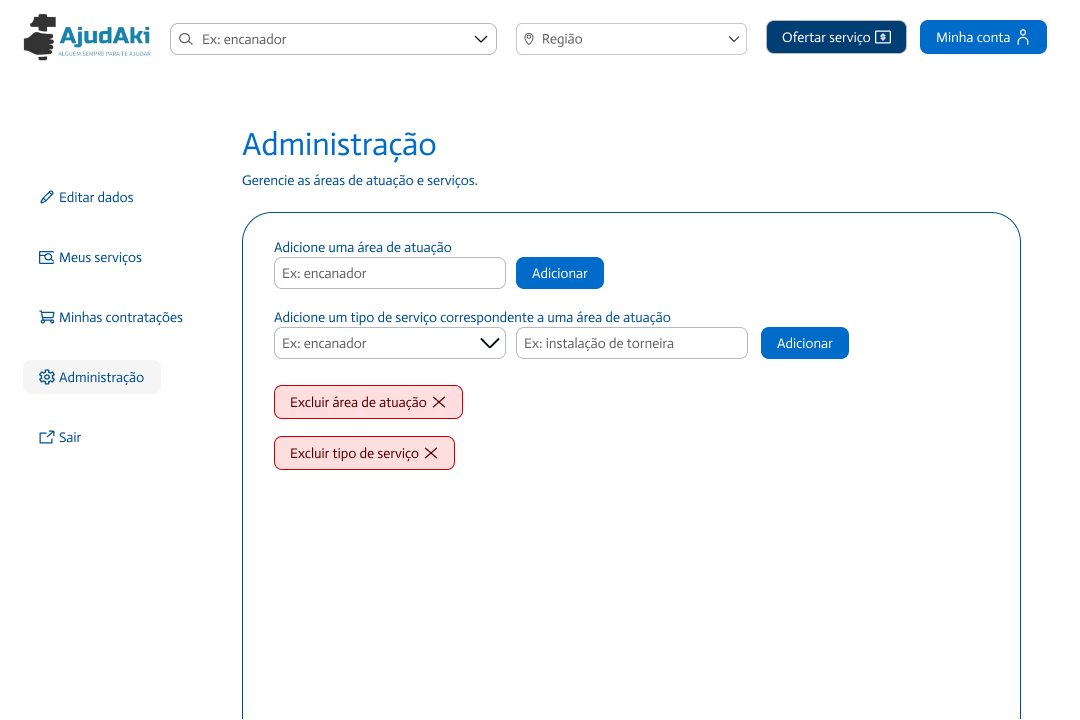 AjudAki
ALGUÉM SEMPRE PARA TE AJUDAR
Ex: encanador
Região
Ofertar serviço
Minha conta
Administração
Gerencie as áreas de atuação e serviços.
Editar dados
Meus serviços
Minhas contratações
Administração
Sair
Adicione uma área de atuação
Ex: encanador
Adicionar
Adicione um tipo de serviço correspondente a uma área de atuação
Ex: encanador
Ex: instalação de torneira
Adicionar
Excluir área de atuação
Excluir tipo de serviço